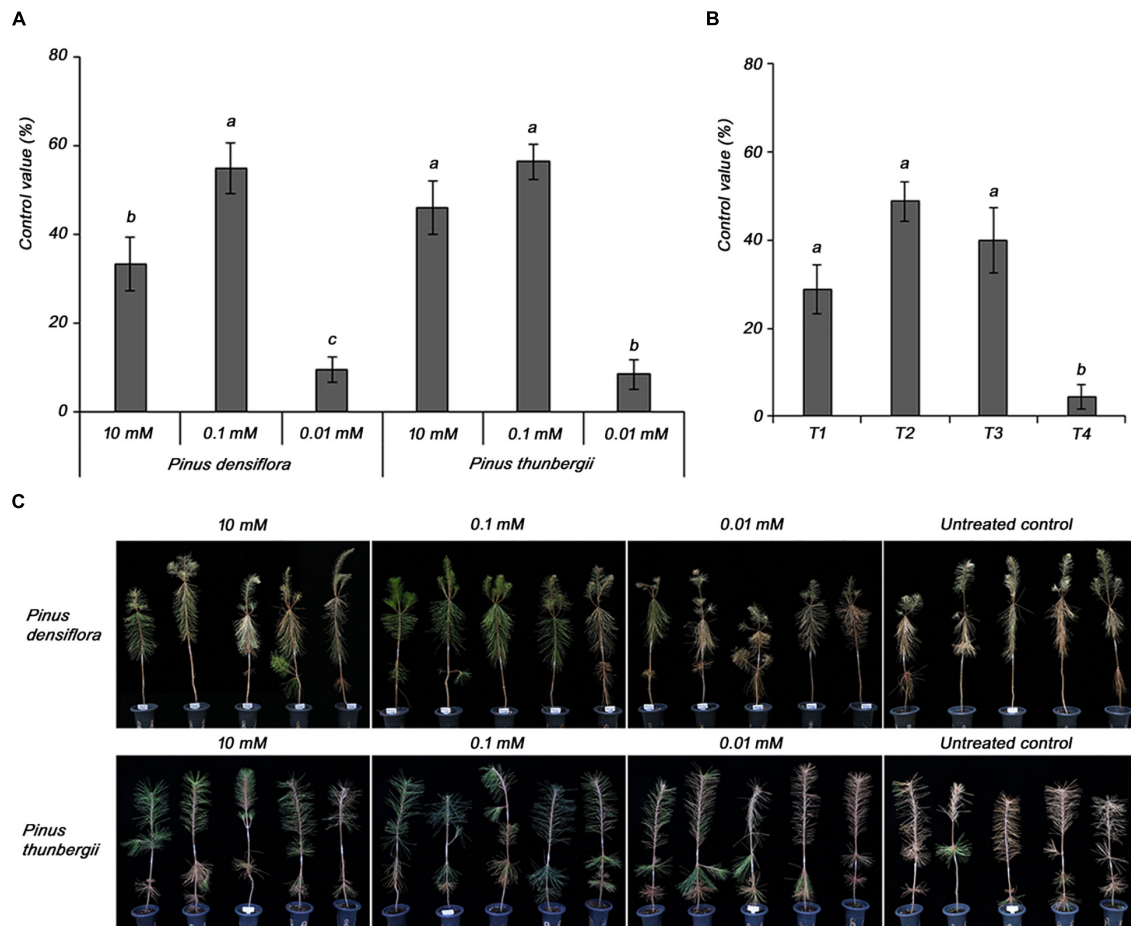 A
Control value (%)
80
60
40
20
0
b
a
c
a
a
b
10 mM 0.1 mM 0.01 mM 10 mM 0.1 mM 0.01 mM
Pinus densiflora Pinus thunbergii
B
Control value (%)
80
60
40
20
0
a
a
a
b
T1 T2 T3 T4
C
10 mM 0.1 mM 0.01 mM Untreated control
Pinus
densiflora
10 mM 0.1 mM 0.01 mM Untreated control
Pinus
thunbergii